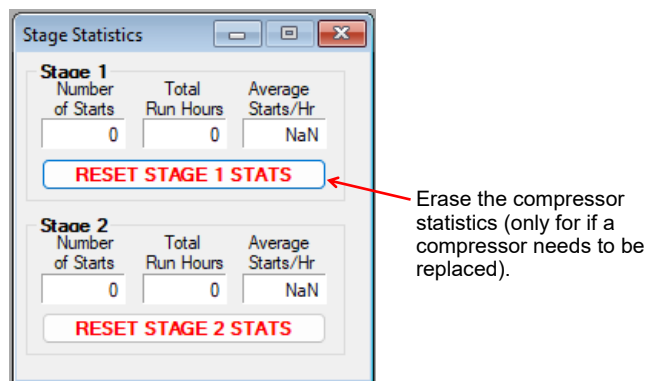 Stage Statistics
Stage 1
Number Total Average
of Starts Run Hours Starts/Hr
0 0 NaN
RESET STAGE 1 STATS
Erase the compressor
statistics (only for if a
compressor needs to be
replaced).
Stage 2
Number Total Average
of Starts Run Hours Starts/Hr
0 0 NaN
RESET STAGE 2 STATS